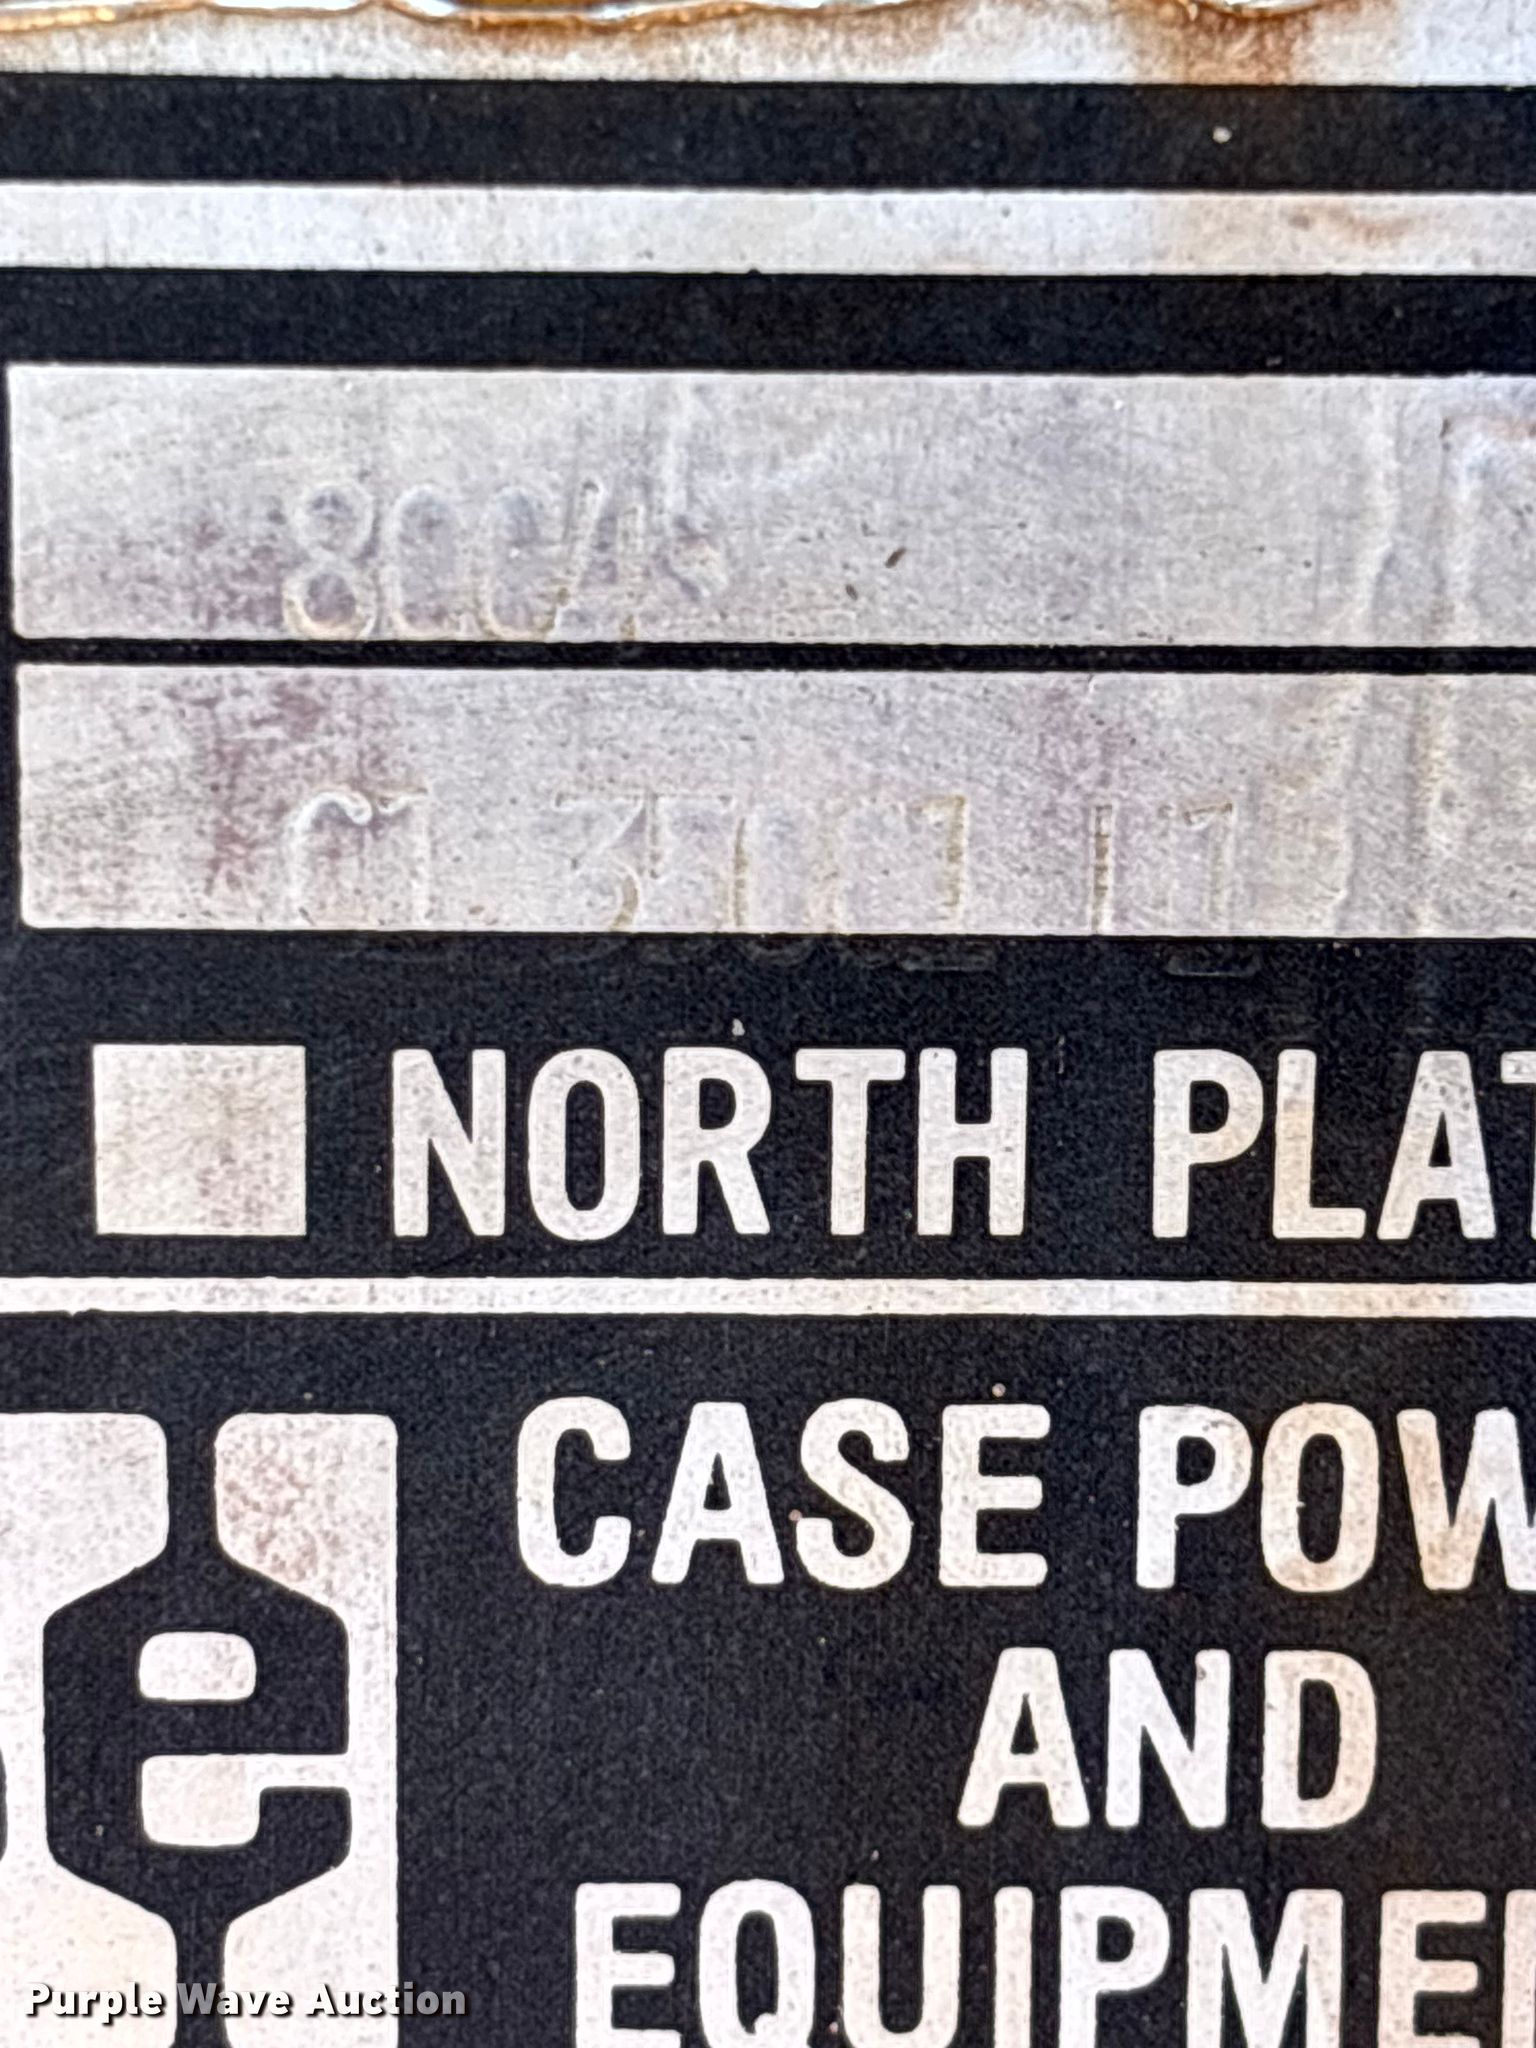 NORTH PLAT
CASE POW
AND
e
EQUIPME
Purple Wave Auction